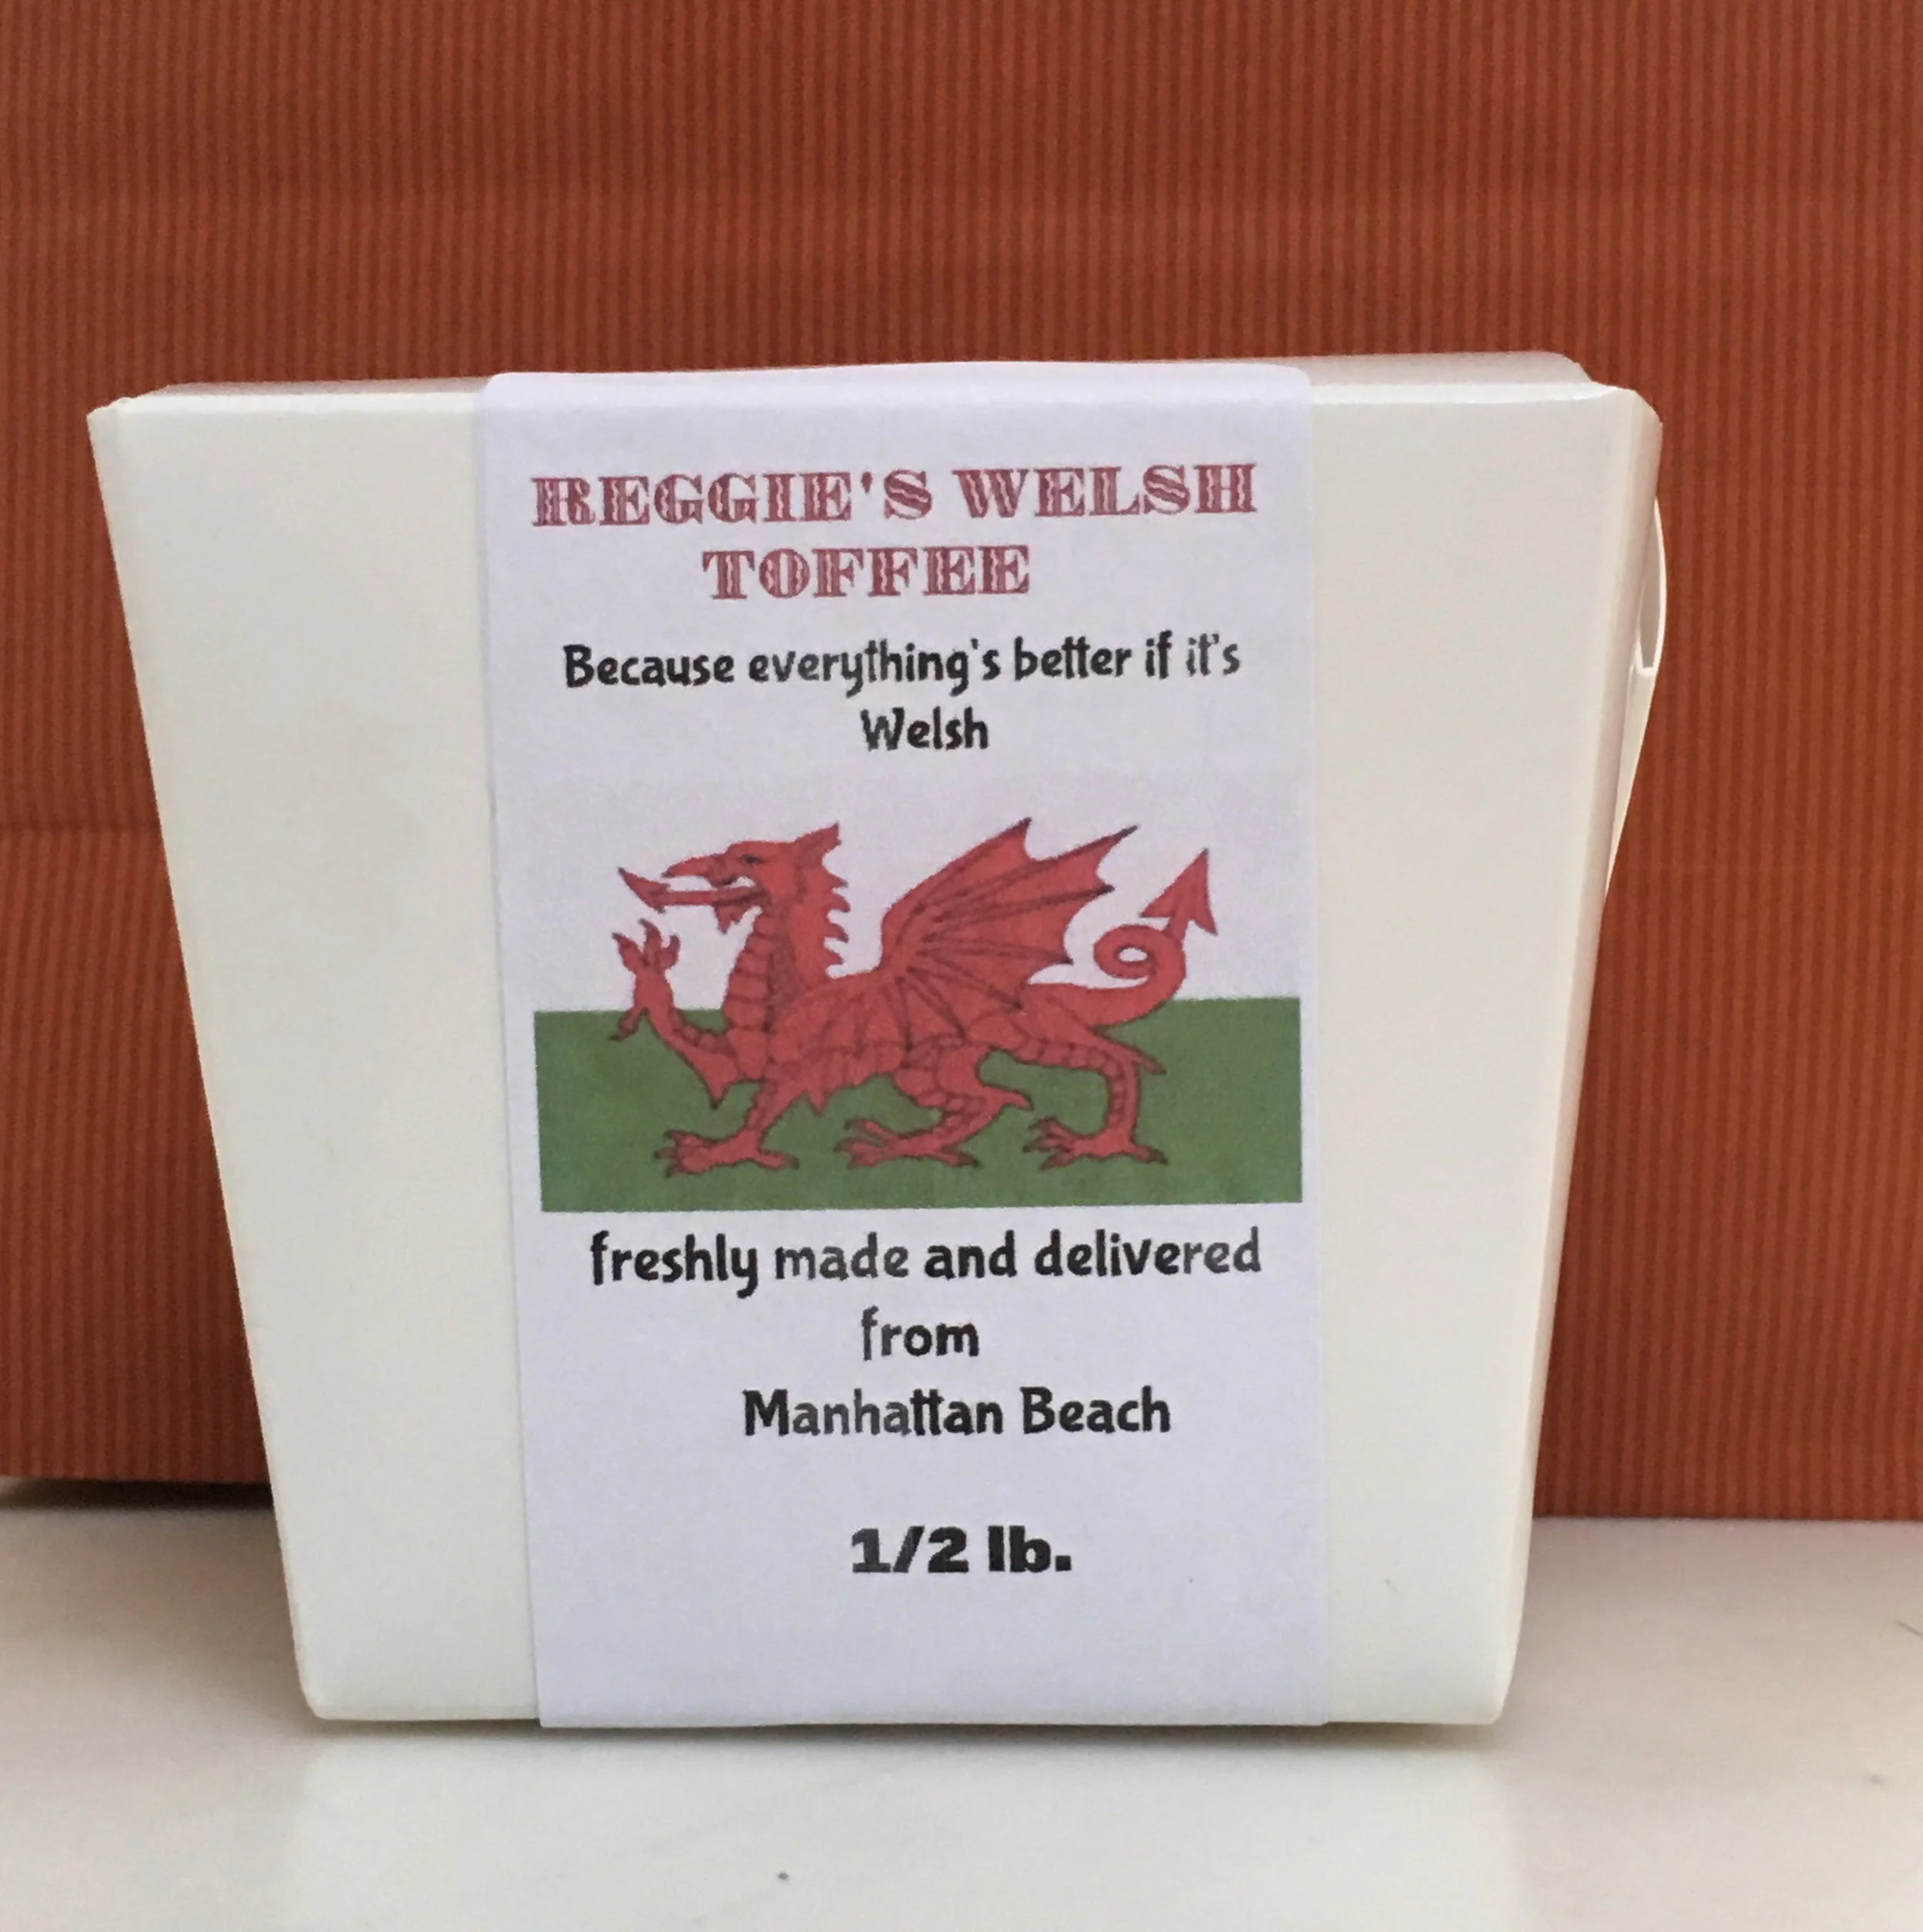 REGGIE'S WELSH
TOFFEE
Because everything's better if it's
Welsh
freshly made and delivered
from
Manhattan Beach
1/2 lb.